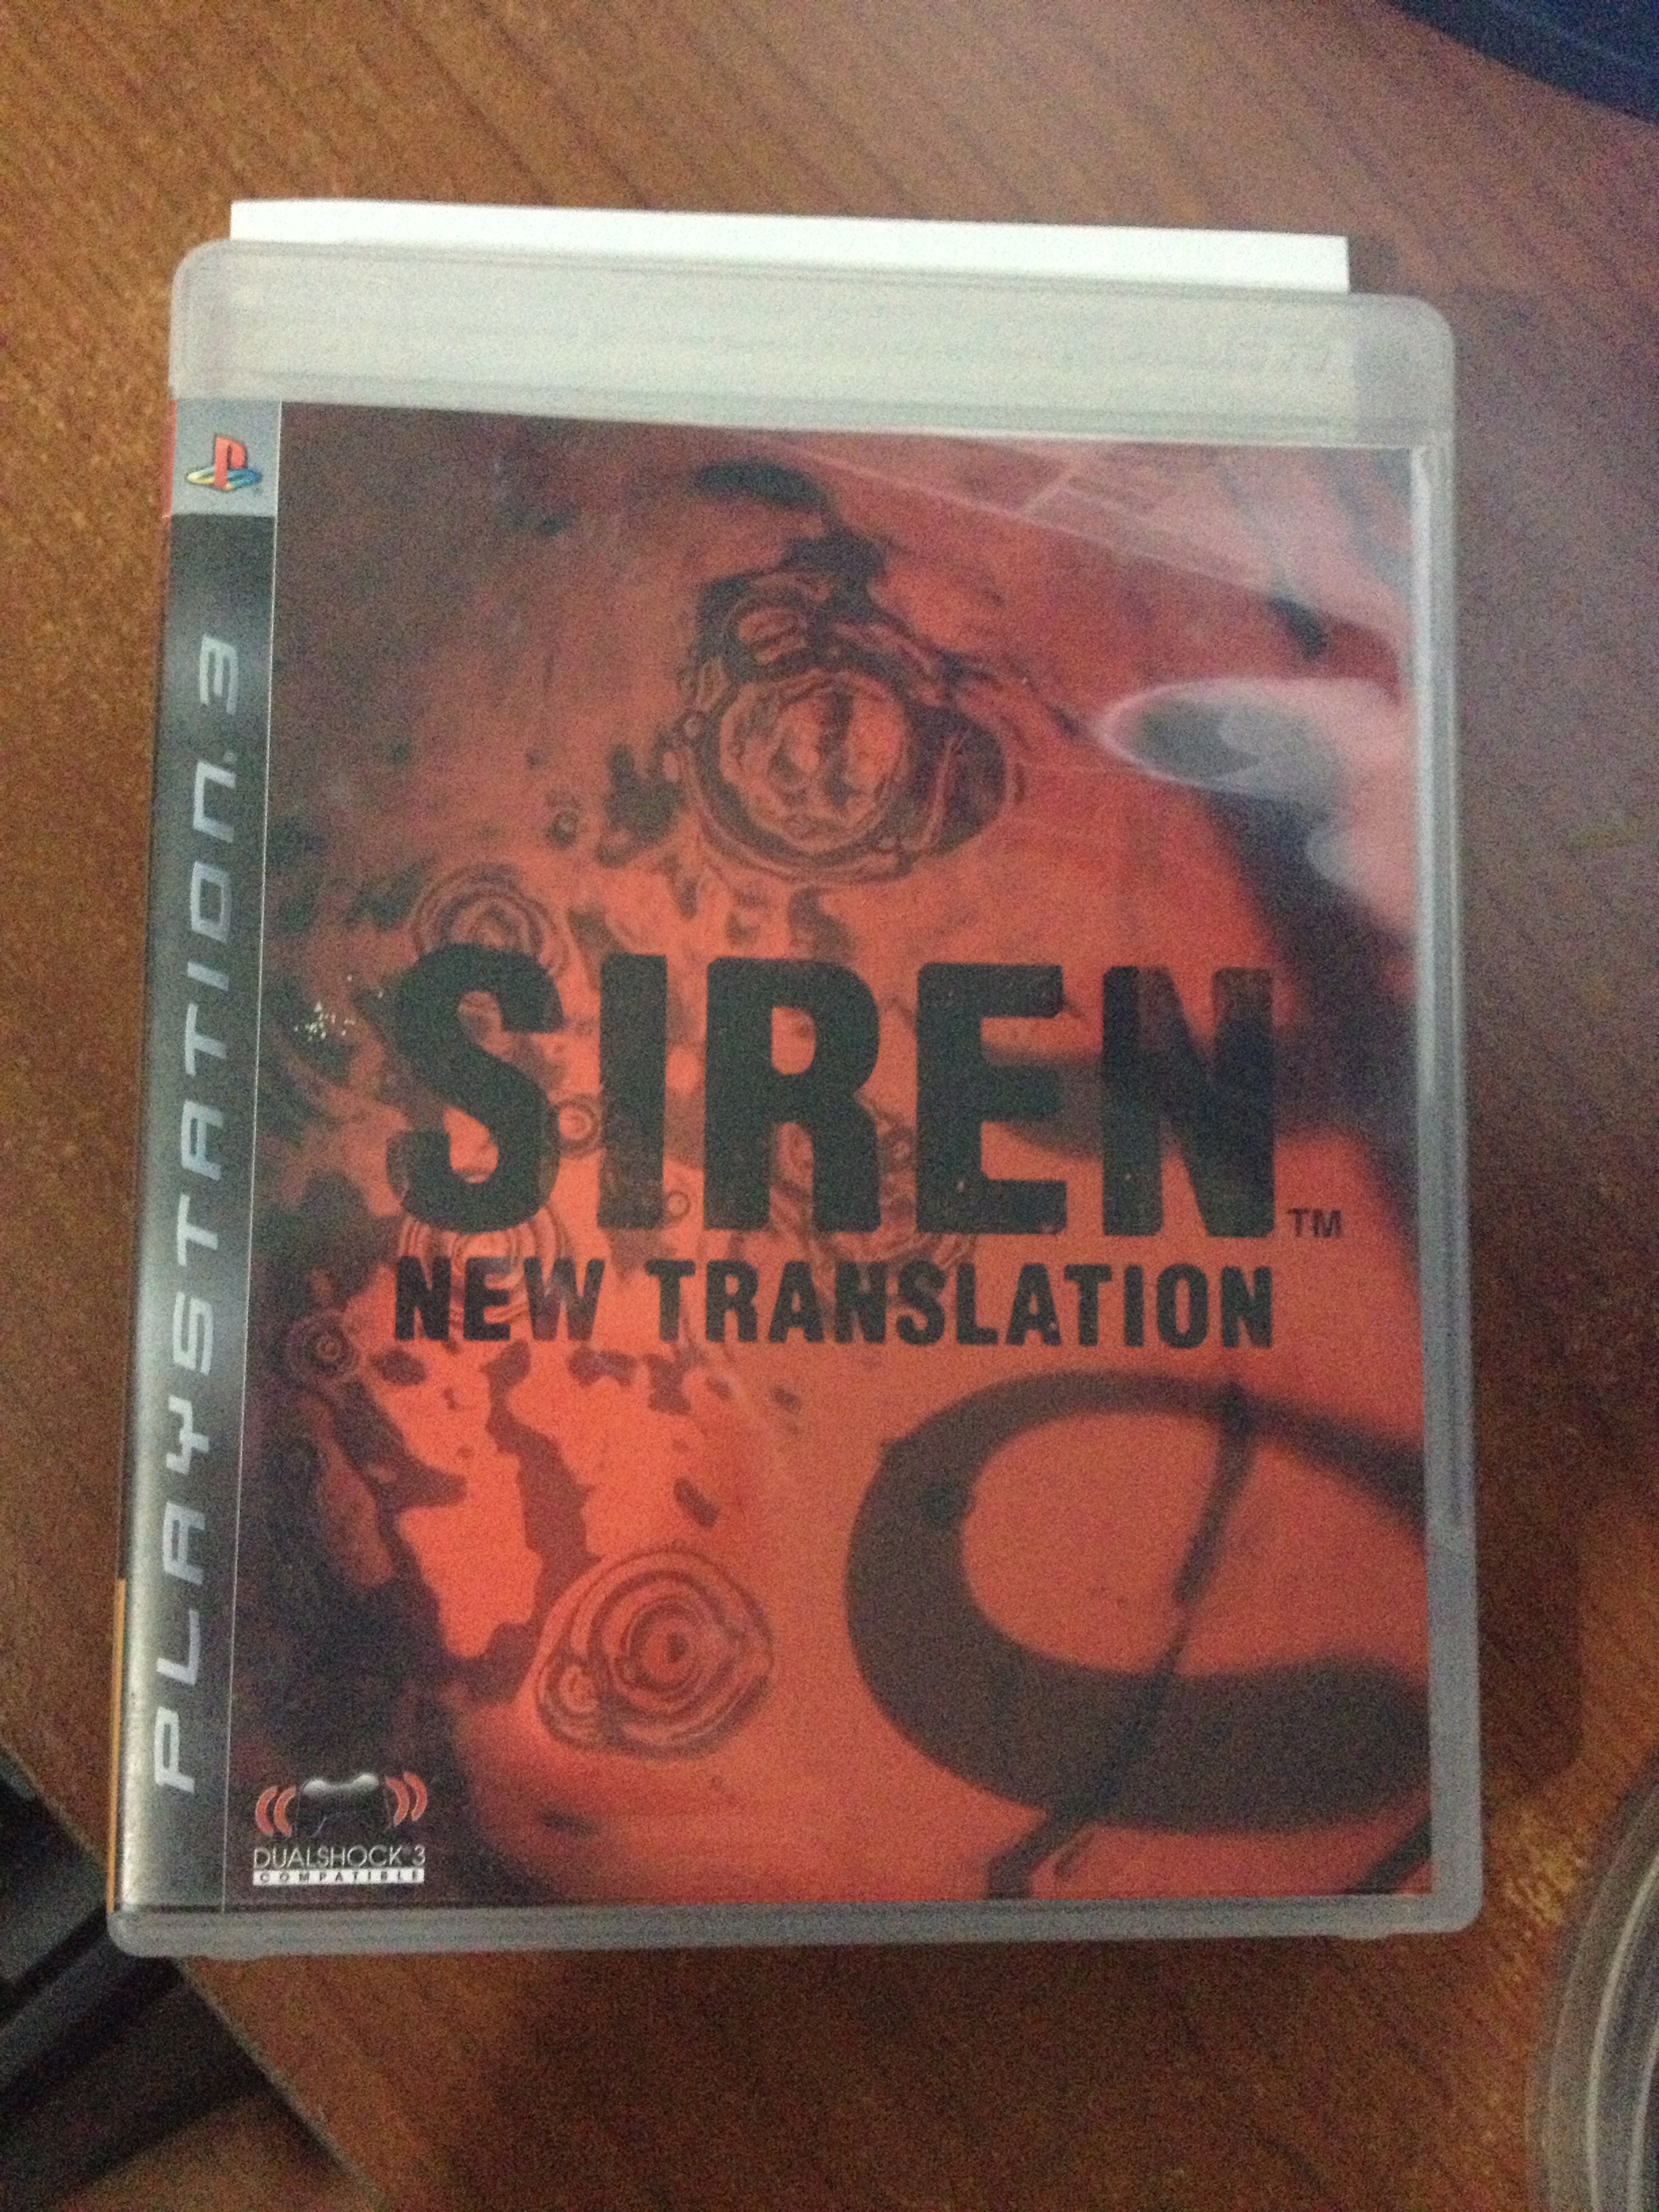 PLAYSTATION. 3
SIREN™
NEW TRANSLATION
DUALSHOCK 3
COMPATIBLE